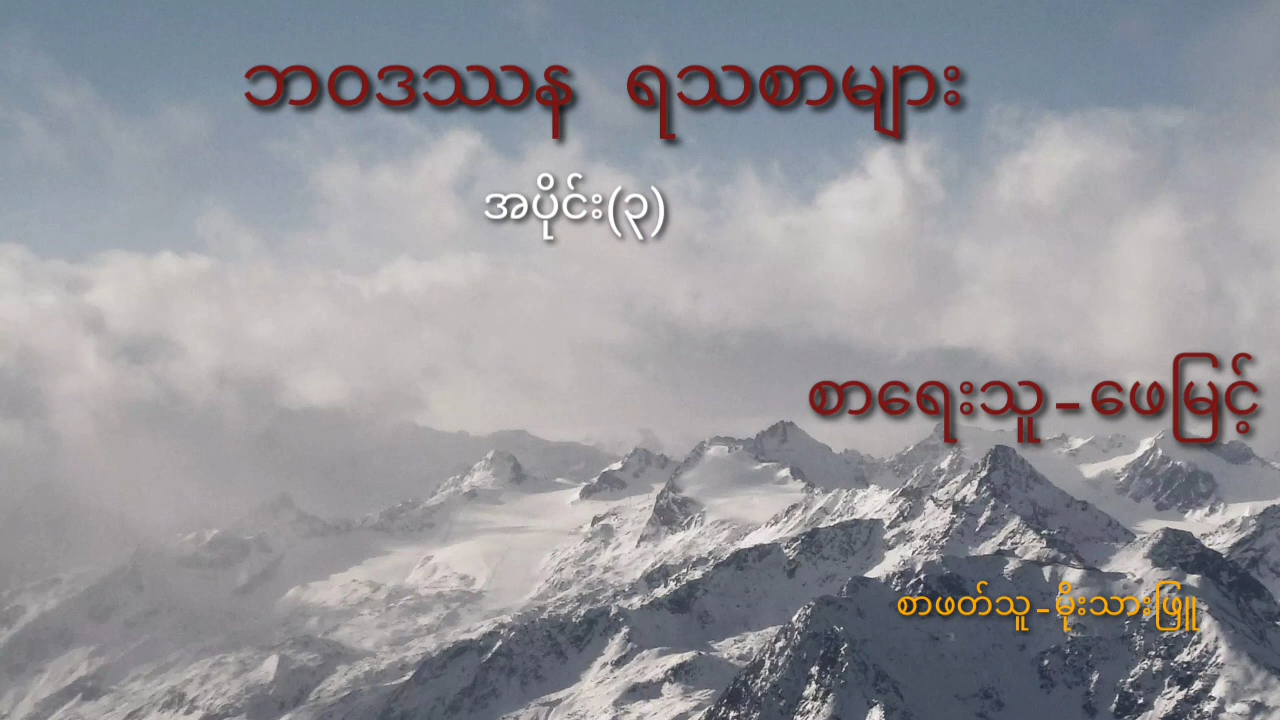 ဘဝဒဿန ရသစာများ
အပိုင်း(၃)
စာရေးသူ-ဖေမြင့်
စာဖတ်သူ-မိုးသားဖြူ